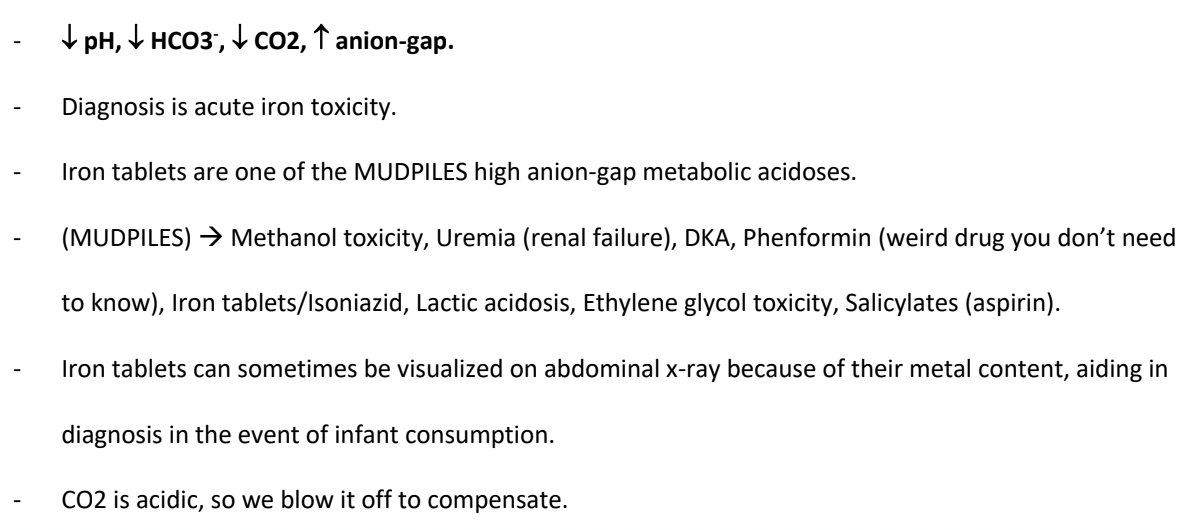 - ↓ pH, ↓ HCO3⁻, ↓ CO2, ↑ anion-gap.
- Diagnosis is acute iron toxicity.
- Iron tablets are one of the MUDPILES high anion-gap metabolic acidoses.
- (MUDPILES) → Methanol toxicity, Uremia (renal failure), DKA, Phenformin (weird drug you don’t need
to know), Iron tablets/Isoniazid, Lactic acidosis, Ethylene glycol toxicity, Salicylates (aspirin).
- Iron tablets can sometimes be visualized on abdominal x-ray because of their metal content, aiding in
diagnosis in the event of infant consumption.
- CO2 is acidic, so we blow it off to compensate.